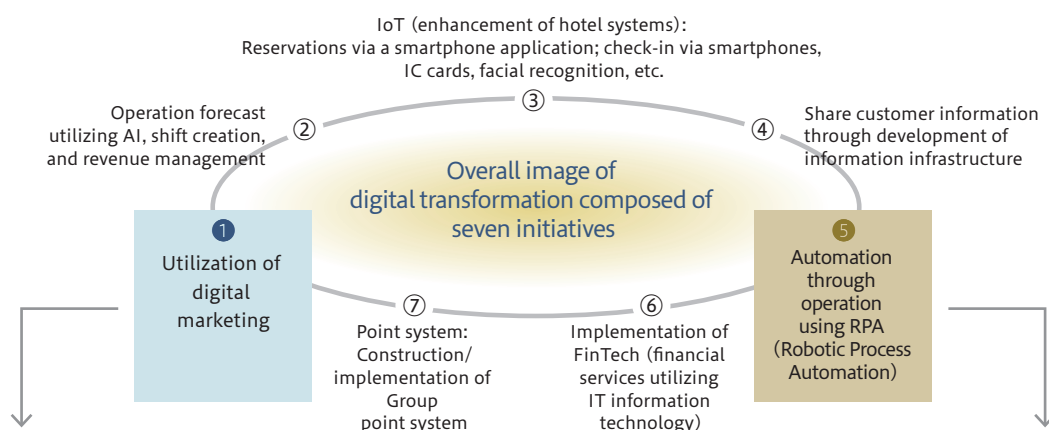 IoT (enhancement of hotel systems):
Reservations via a smartphone application; check-in via smartphones,
IC cards, facial recognition, etc.
③
Operation forecast
utilizing AI, shift creation,
and revenue management
②
④
Share customer information
through development of
information infrastructure
Overall image of
digital transformation composed of
seven initiatives
1
Utilization of
digital
marketing
5
Automation
through
operation
using RPA
(Robotic Process
Automation)
⑦
Point system:
Construction/
implementation of
Group
point system
⑥
Implementation of
FinTech (financial
services utilizing
IT information
technology)